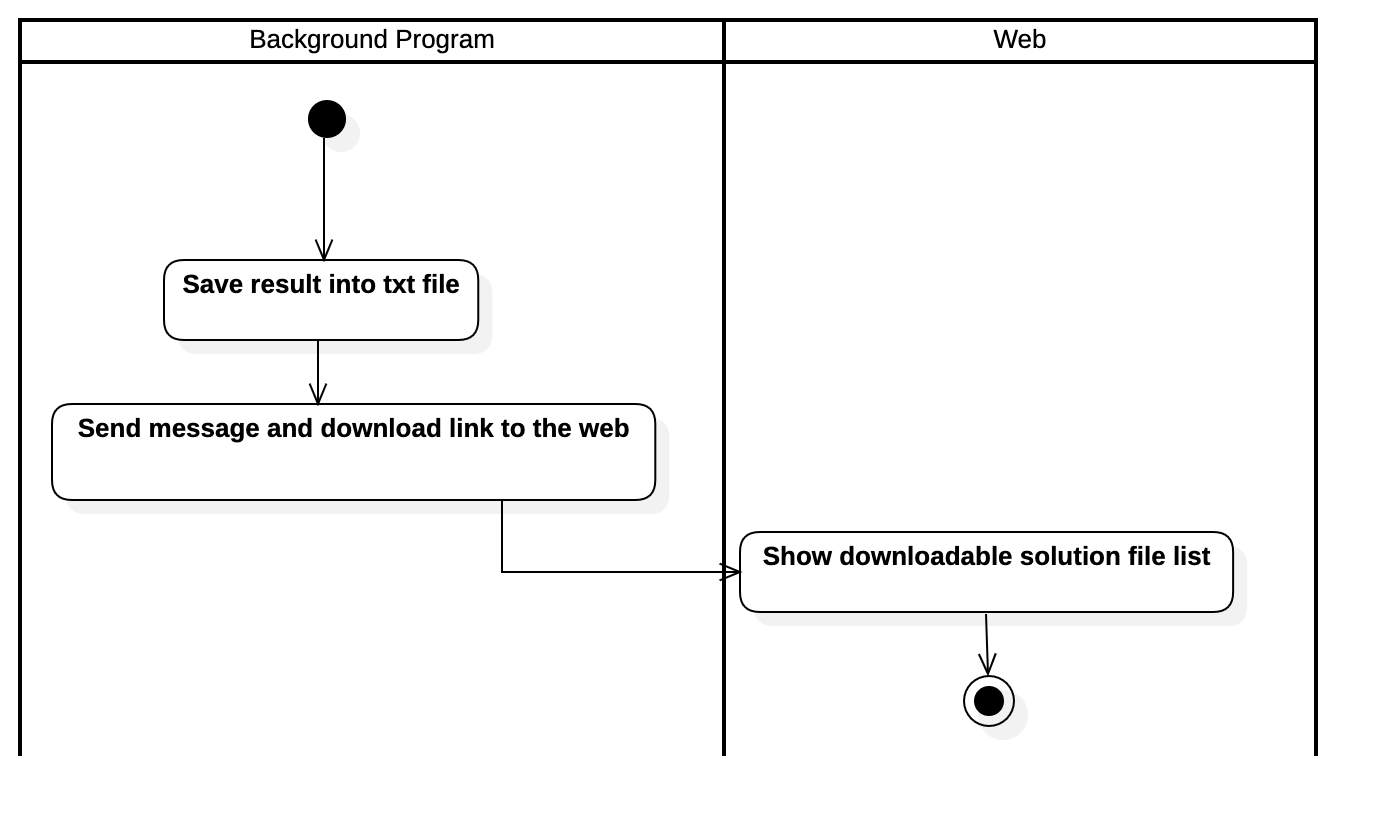 Background Program
Web
Save result into txt file
Send message and download link to the web
Show downloadable solution file list